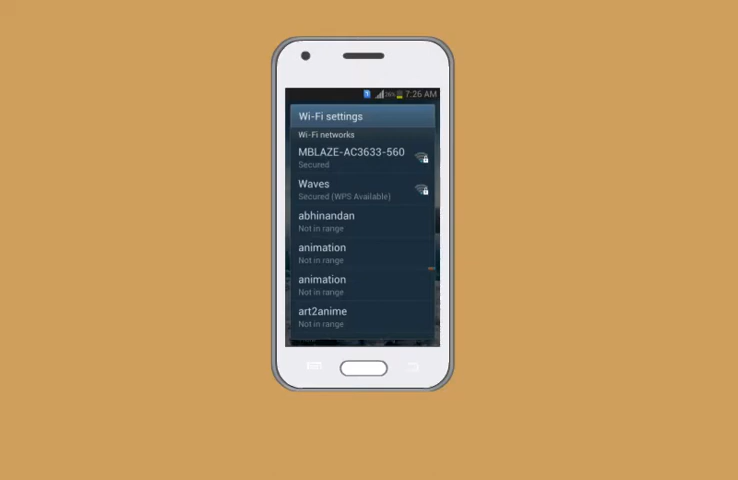 7:26 AM
Wi-Fi settings
Wi-Fi networks
MBLAZE-AC3633-560
Secured
Waves
Secured (WPS Available)
abhinandan
Not in range
animation
Not in range
animation
Not in range
art2anime
Not in range